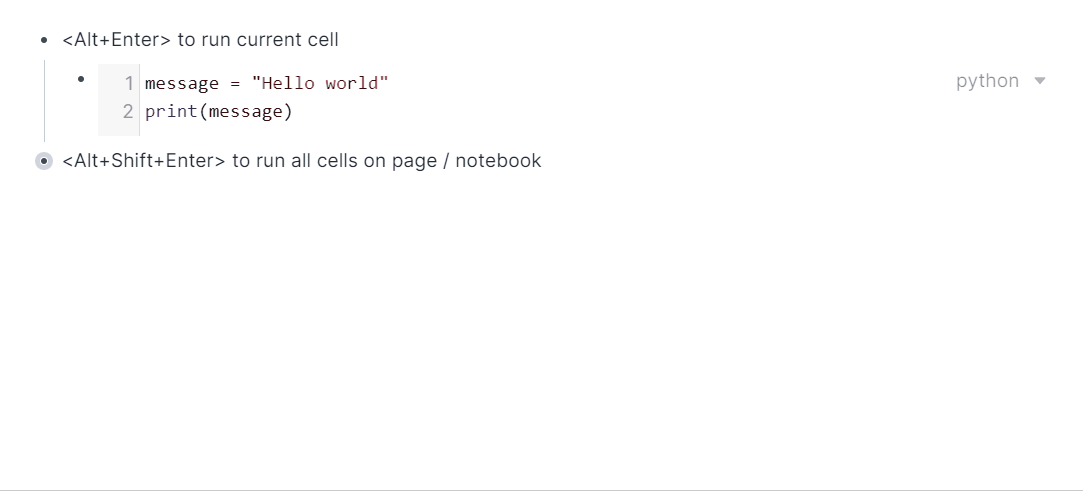 <Alt+Enter> to run current cell
1 message = "Hello world" python
2 print(message)
<Alt+Shift+Enter> to run all cells on page / notebook